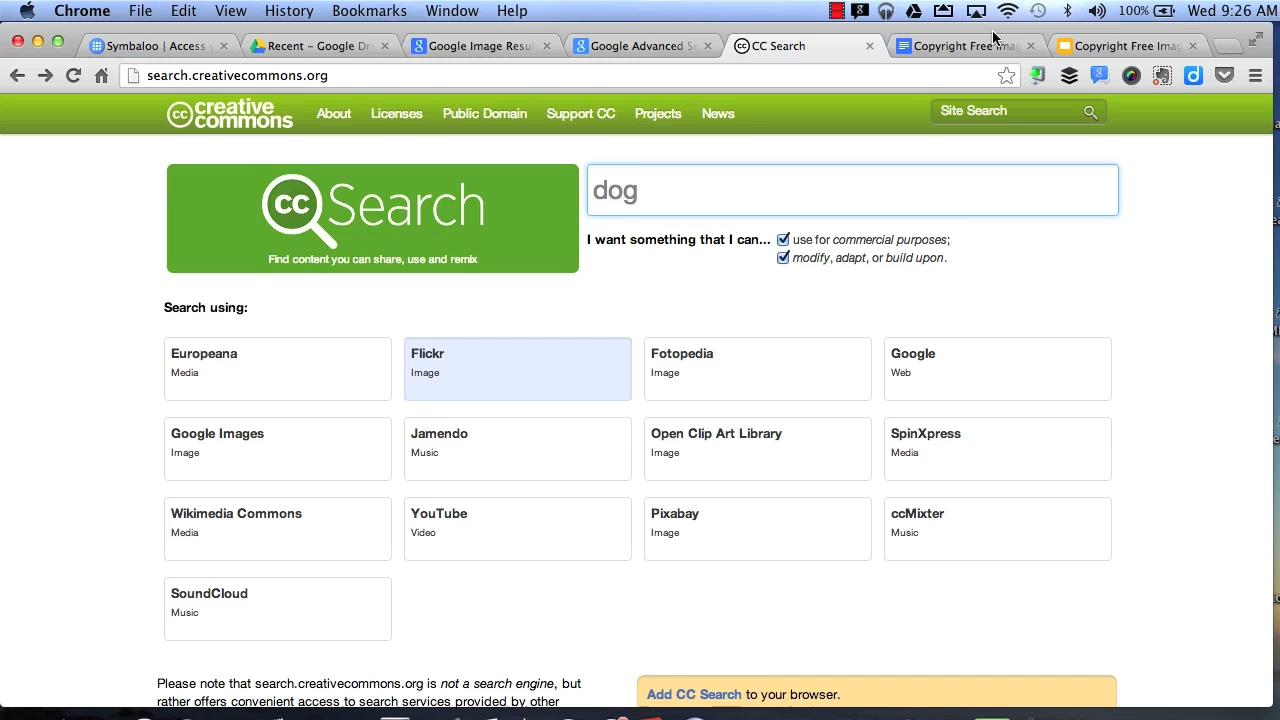 Chrome File Edit View History Bookmarks Window Help 100% Wed 9:26 AM
Symbaloo | Access Recent – Google Dr Google Image Resul Google Advanced S CC Search Copyright Free Imag Copyright Free Imag
search.creativecommons.org
cc creative commons About Licenses Public Domain Support CC Projects News Site Search
cc Search
Find content you can share, use and remix
dog
I want something that I can... use for commercial purposes;
modify, adapt, or build upon.
Search using:
Europeana Flickr Fotopedia Google
Media Image Image Web
Google Images Jamendo Open Clip Art Library SpinXpress
Image Music Image Media
Wikimedia Commons YouTube Pixabay ccMixter
Media Video Image Music
SoundCloud
Music
Please note that search.creativecommons.org is not a search engine, but
rather offers convenient access to search services provided by other
Add CC Search to your browser.